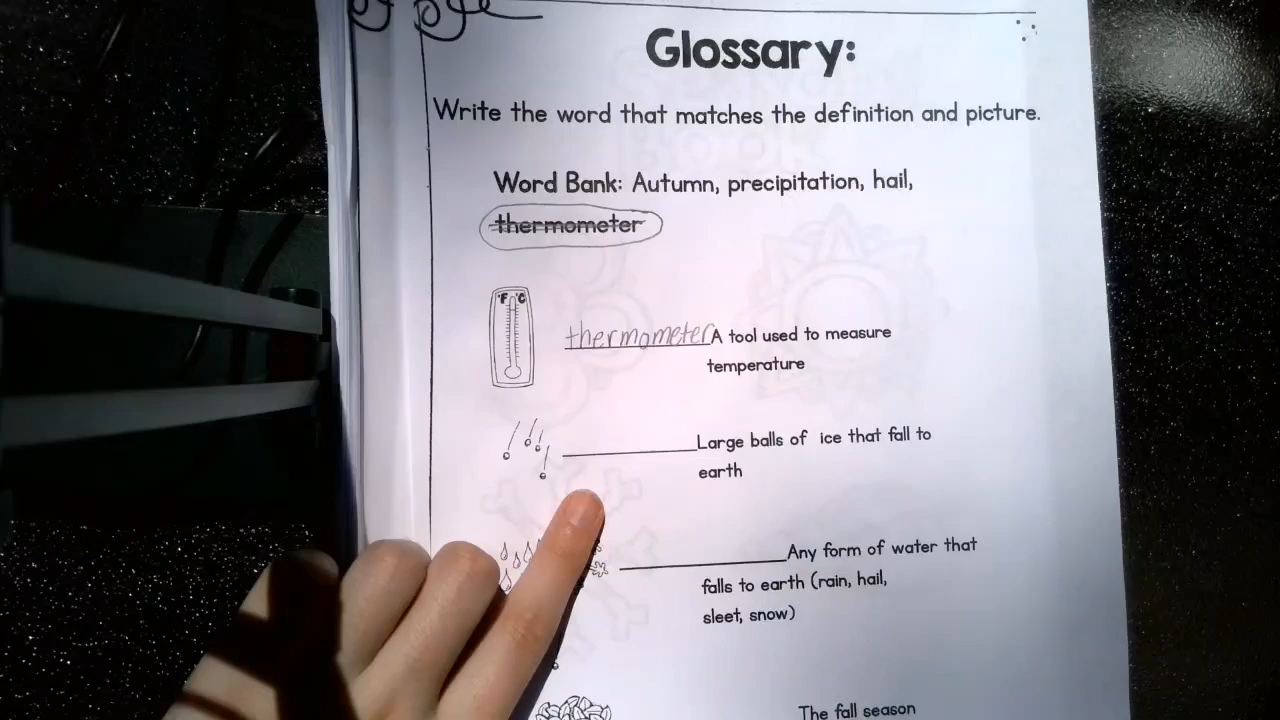 Glossary:
Write the word that matches the definition and picture.
Word Bank: Autumn, precipitation, hail,
thermometer
°F °C
thermometer A tool used to measure
temperature
Large balls of ice that fall to
earth
Any form of water that
falls to earth (rain, hail,
sleet, snow)
The fall season